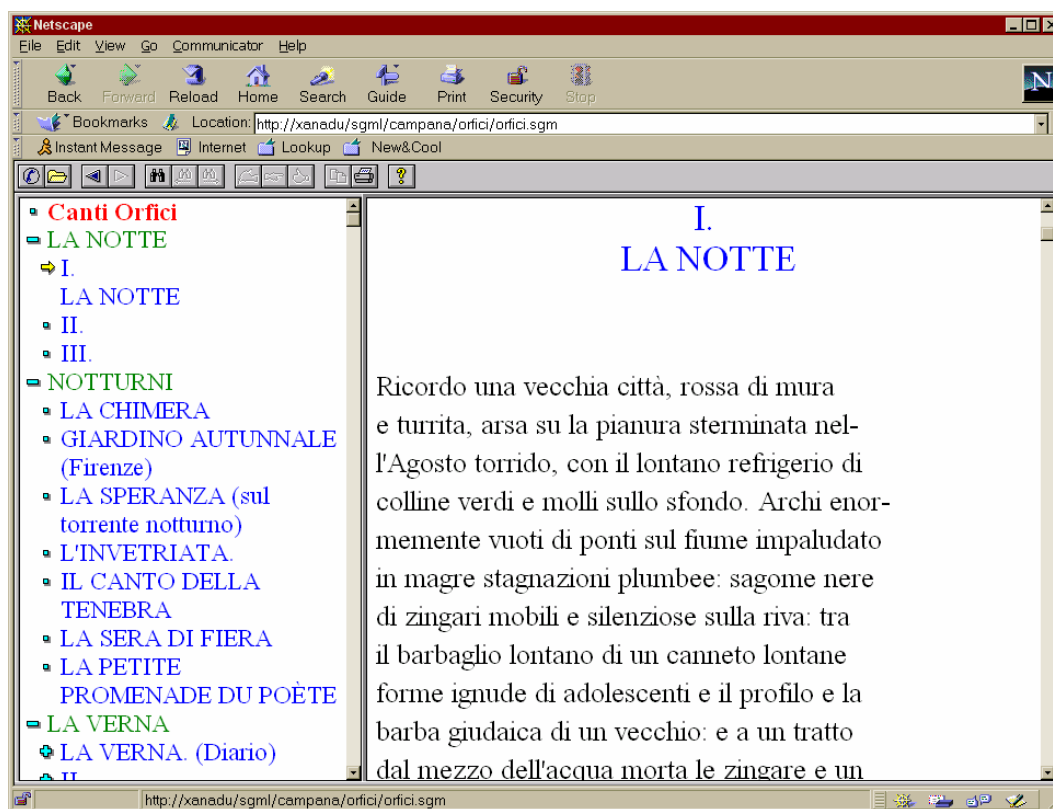 Netscape
File Edit View Go Communicator Help
Back Forward Reload Home Search Guide Print Security Stop
N
Bookmarks Location: http://xanadu/sgml/campana/orfici/orfici.sgm
Instant Message Internet Lookup New&Cool
Canti Orfici
LA NOTTE
I.
LA NOTTE
II.
III.
NOTTURNI
LA CHIMERA
GIARDINO AUTUNNALE
(Firenze)
LA SPERANZA (sul
torrente notturno)
L'INVETRIATA.
IL CANTO DELLA
TENEBRA
LA SERA DI FIERA
LA PETITE
PROMENADE DU POÈTE
LA VERNA
LA VERNA. (Diario)
II.
I.
LA NOTTE
Ricordo una vecchia città, rossa di mura
e turrita, arsa su la pianura sterminata nel-
l'Agosto torrido, con il lontano refrigerio di
colline verdi e molli sullo sfondo. Archi enor-
memente vuoti di ponti sul fiume impaludato
in magre stagnazioni plumbee: sagome nere
di zingari mobili e silenziose sulla riva: tra
il barbaglio lontano di un canneto lontane
forme ignude di adolescenti e il profilo e la
barba giudaica di un vecchio: e a un tratto
dal mezzo dell'acqua morta le zingare e un
http://xanadu/sgml/campana/orfici/orfici.sgm